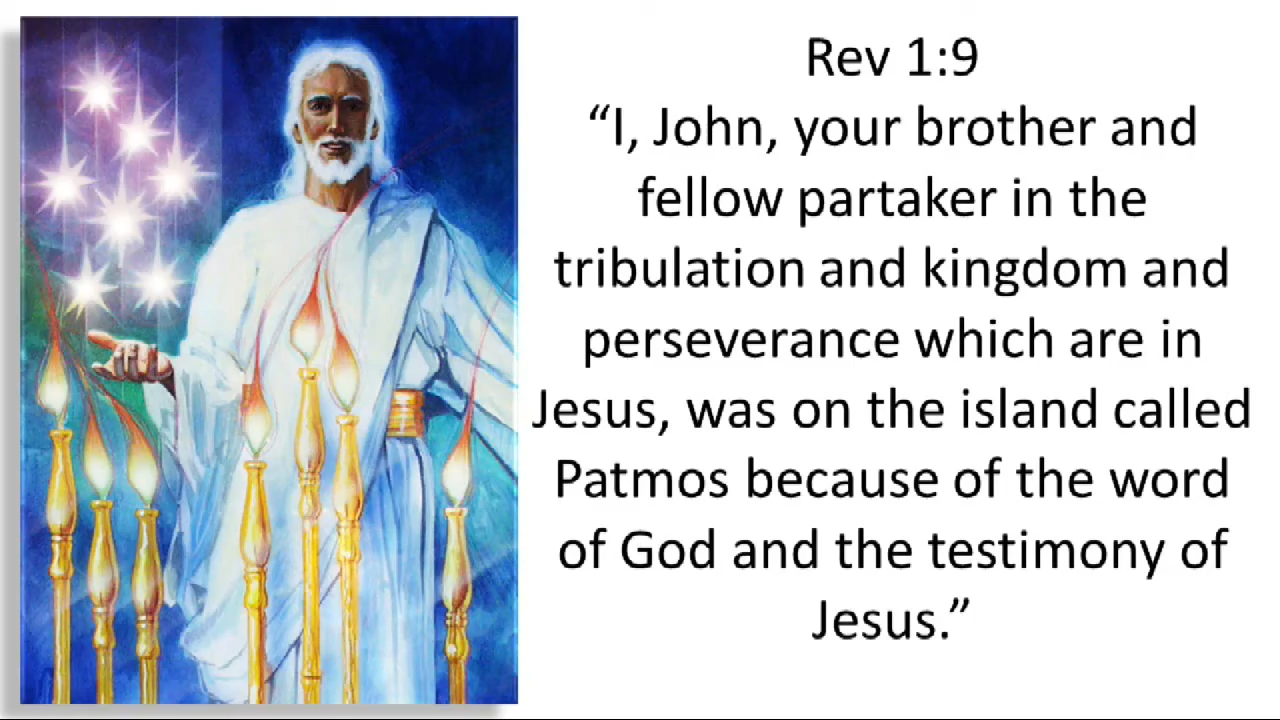 Rev 1:9
“I, John, your brother and
fellow partaker in the
tribulation and kingdom and
perseverance which are in
Jesus, was on the island called
Patmos because of the word
of God and the testimony of
Jesus.”